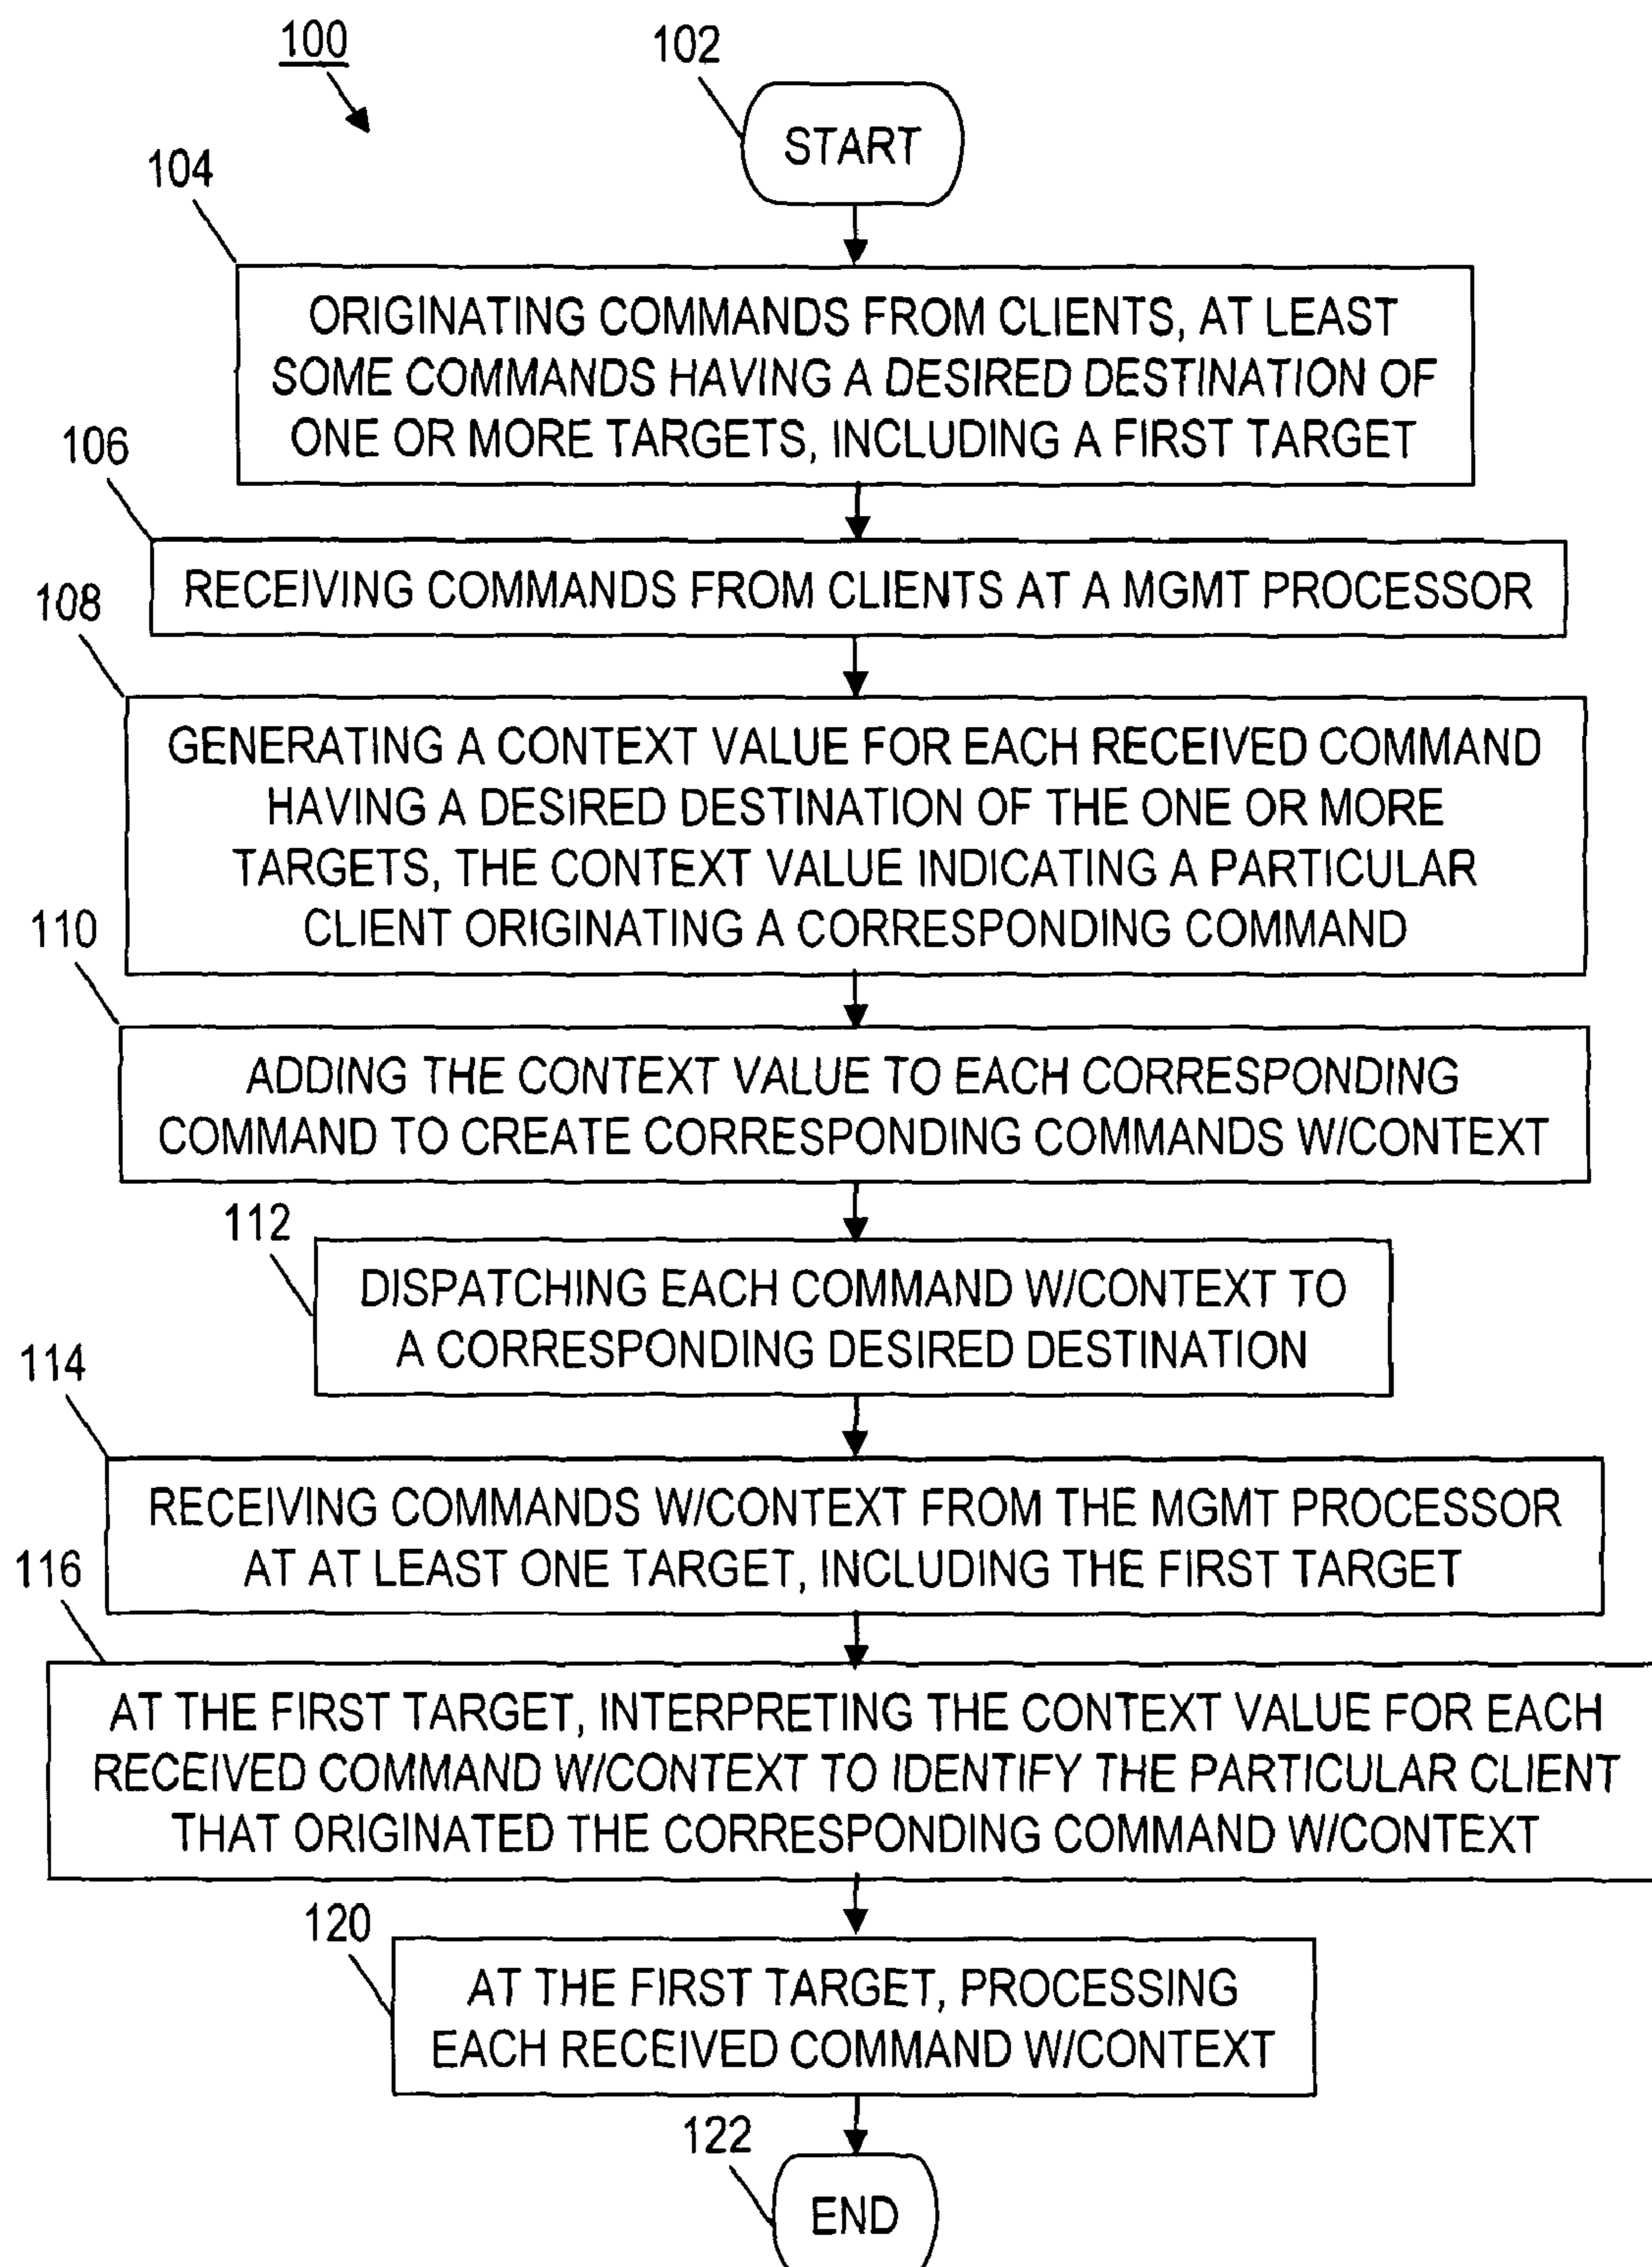 100
102
START
104
ORIGINATING COMMANDS FROM CLIENTS, AT LEAST
SOME COMMANDS HAVING A DESIRED DESTINATION OF
ONE OR MORE TARGETS, INCLUDING A FIRST TARGET
106
RECEIVING COMMANDS FROM CLIENTS AT A MGMT PROCESSOR
108
GENERATING A CONTEXT VALUE FOR EACH RECEIVED COMMAND
HAVING A DESIRED DESTINATION OF THE ONE OR MORE
TARGETS, THE CONTEXT VALUE INDICATING A PARTICULAR
CLIENT ORIGINATING A CORRESPONDING COMMAND
110
ADDING THE CONTEXT VALUE TO EACH CORRESPONDING
COMMAND TO CREATE CORRESPONDING COMMANDS W/CONTEXT
112
DISPATCHING EACH COMMAND W/CONTEXT TO
A CORRESPONDING DESIRED DESTINATION
114
RECEIVING COMMANDS W/CONTEXT FROM THE MGMT PROCESSOR
AT AT LEAST ONE TARGET, INCLUDING THE FIRST TARGET
116
AT THE FIRST TARGET, INTERPRETING THE CONTEXT VALUE FOR EACH
RECEIVED COMMAND W/CONTEXT TO IDENTIFY THE PARTICULAR CLIENT
THAT ORIGINATED THE CORRESPONDING COMMAND W/CONTEXT
120
AT THE FIRST TARGET, PROCESSING
EACH RECEIVED COMMAND W/CONTEXT
122
END